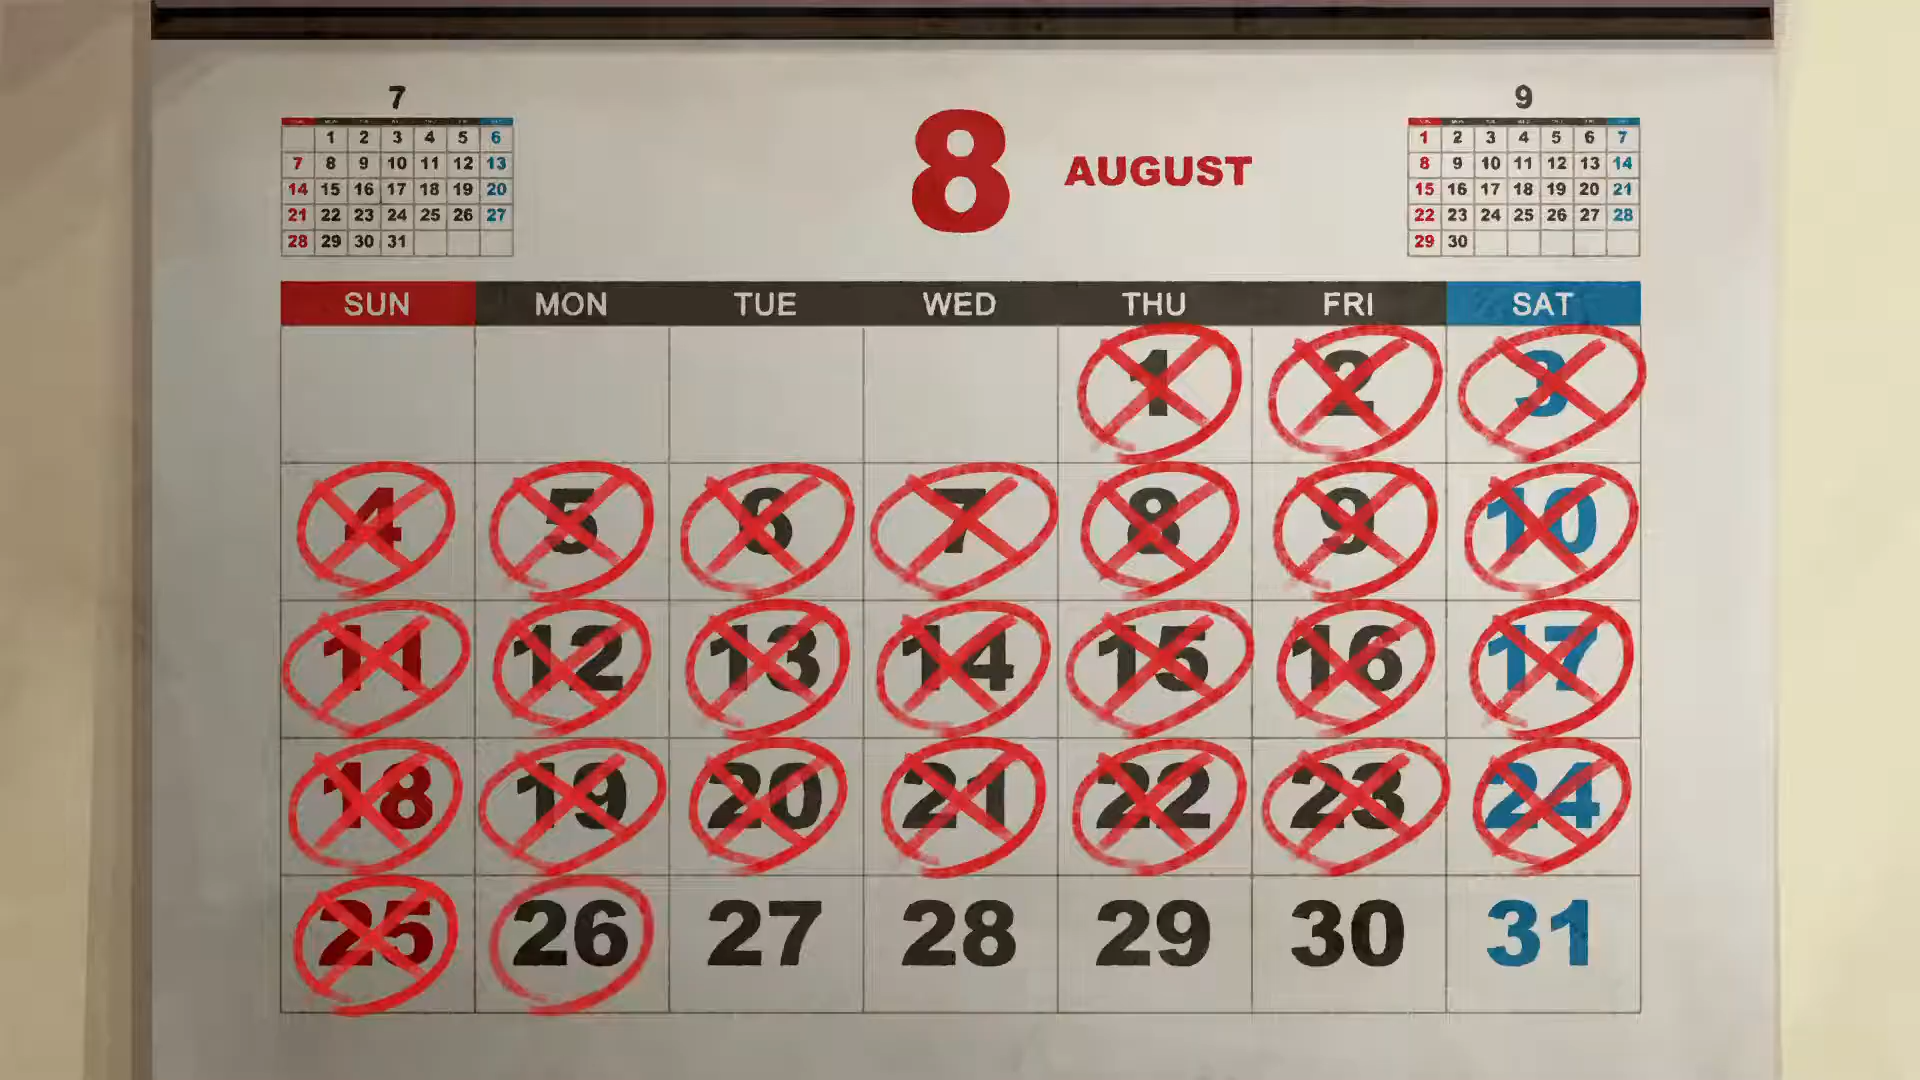 7
1 2 3 4 5 6
7 8 9 10 11 12 13
14 15 16 17 18 19 20
21 22 23 24 25 26 27
28 29 30 31
8 AUGUST
9
1 2 3 4 5 6 7
8 9 10 11 12 13 14
15 16 17 18 19 20 21
22 23 24 25 26 27 28
29 30
SUN MON TUE WED THU FRI SAT
1 2 3
4 5 6 7 8 9 10
11 12 13 14 15 16 17
18 19 20 21 22 23 24
25 26 27 28 29 30 31